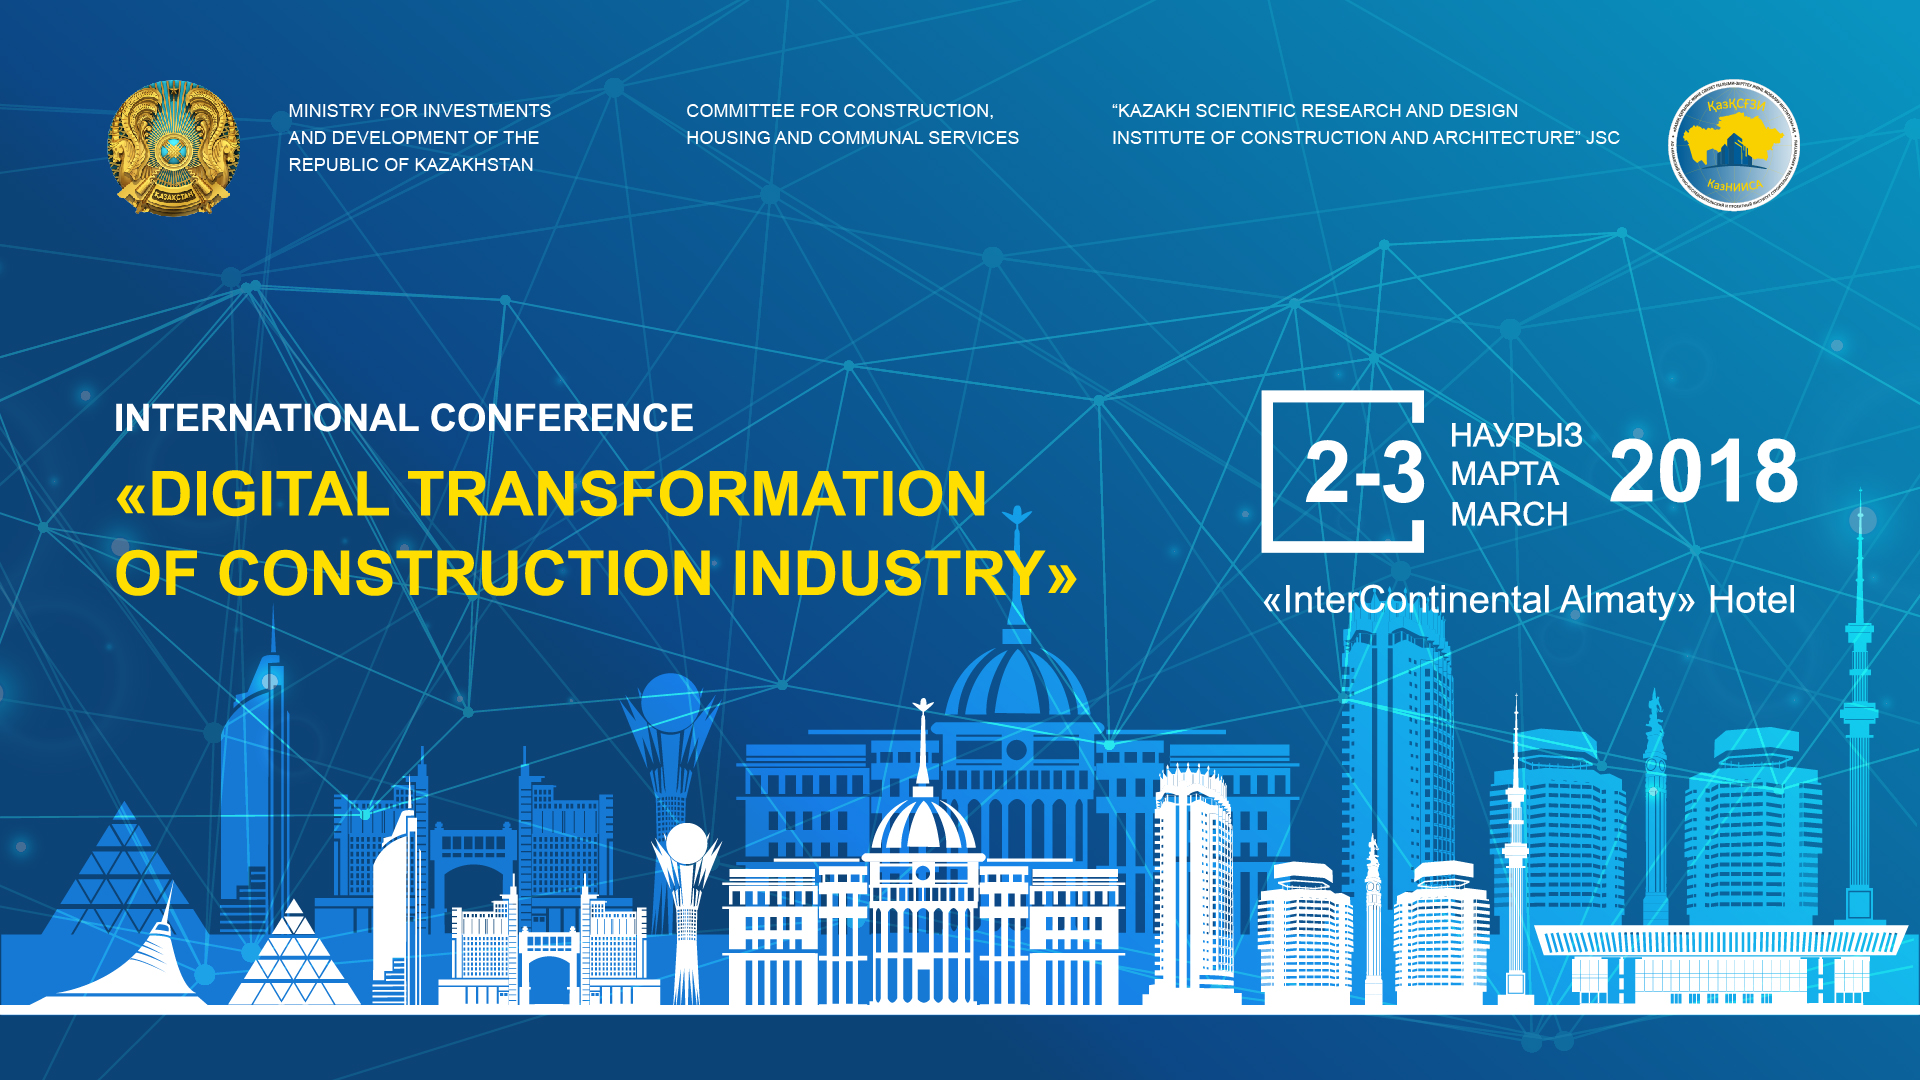 MINISTRY FOR INVESTMENTS
AND DEVELOPMENT OF THE
REPUBLIC OF KAZAKHSTAN
ҚАЗАҚСТАН
COMMITTEE FOR CONSTRUCTION,
HOUSING AND COMMUNAL SERVICES
“KAZAKH SCIENTIFIC RESEARCH AND DESIGN
INSTITUTE OF CONSTRUCTION AND ARCHITECTURE” JSC
ҚазҚСҒЗИ
КазНИИСА
INTERNATIONAL CONFERENCE
«DIGITAL TRANSFORMATION
OF CONSTRUCTION INDUSTRY»
2-3
НАУРЫЗ
МАРТА
MARCH
2018
«InterContinental Almaty» Hotel